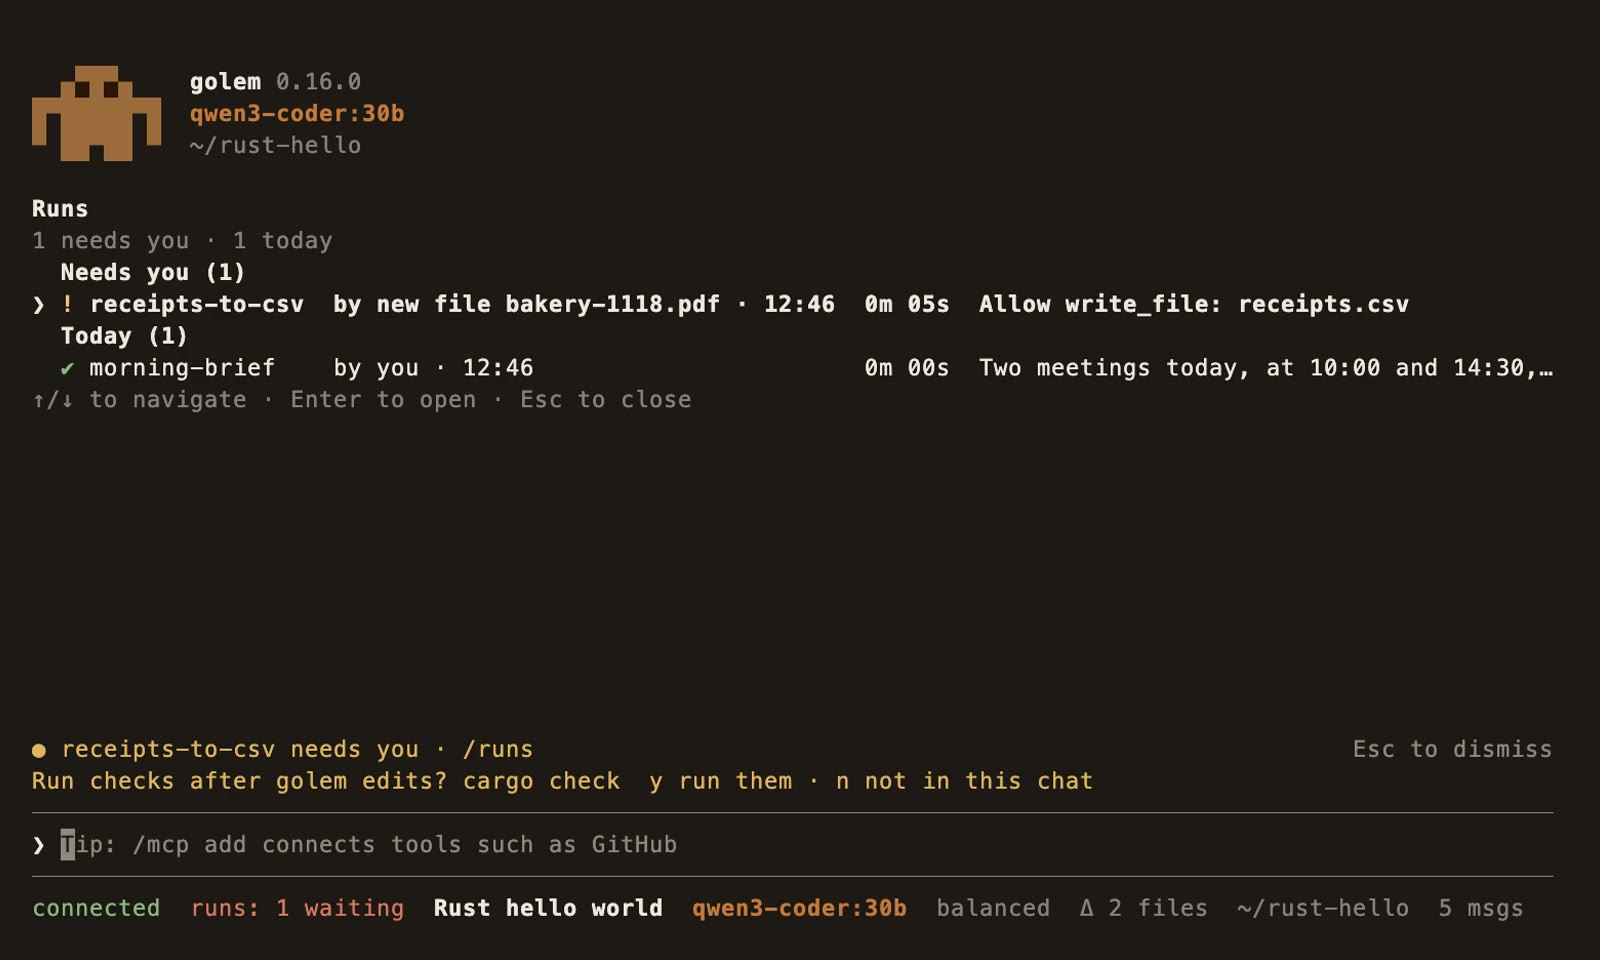 golem 0.16.0
qwen3-coder:30b
~/rust-hello
Runs
1 needs you · 1 today
Needs you (1)
❯ ! receipts-to-csv  by new file bakery-1118.pdf · 12:46  0m 05s  Allow write_file: receipts.csv
Today (1)
✔ morning-brief    by you · 12:46    0m 00s  Two meetings today, at 10:00 and 14:30,…
↑/↓ to navigate · Enter to open · Esc to close
● receipts-to-csv needs you · /runs    Esc to dismiss
Run checks after golem edits? cargo check  y run them · n not in this chat
❯ Tip: /mcp add connects tools such as GitHub
connected  runs: 1 waiting  Rust hello world  qwen3-coder:30b  balanced  Δ 2 files  ~/rust-hello  5 msgs